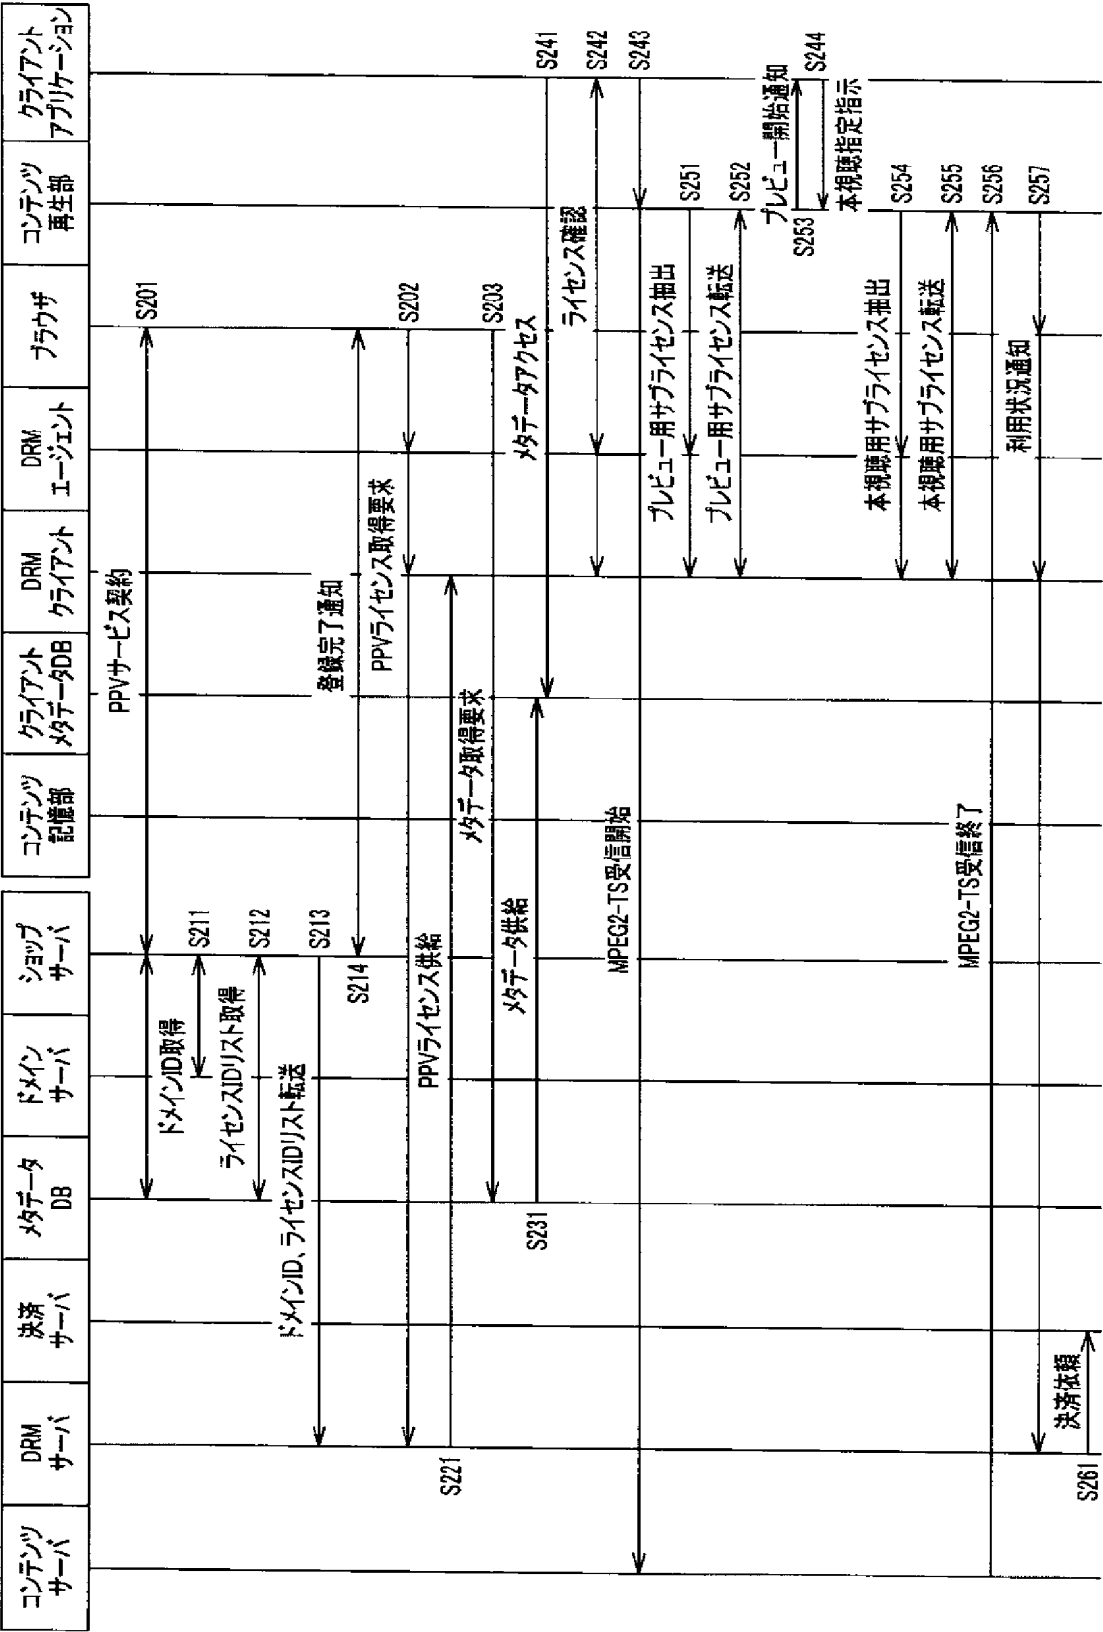 コンテンツ
サーバ
DRM
サーバ
決済
サーバ
メタデータ
DB
ドメイン
サーバ
ショップ
サーバ
コンテンツ
記憶部
クライアント
メタデータDB
DRM
クライアント
DRM
エージェント
ブラウザ
コンテンツ
再生部
クライアント
アプリケーション
PPVサービス契約
S201
ドメインID取得
S211
ライセンスIDリスト取得
S212
ドメインID、ライセンスIDリスト転送
S213
登録完了通知
S214
PPVライセンス取得要求
S202
PPVライセンス供給
S221
メタデータ取得要求
S203
メタデータ供給
S231
メタデータアクセス
S241
ライセンス確認
S242
MPEG2-TS受信開始
S243
プレビュー用サブライセンス抽出
S251
プレビュー用サブライセンス転送
S252
プレビュー開始通知
S253
S244
本視聴指定指示
本視聴用サブライセンス抽出
S254
本視聴用サブライセンス転送
S255
MPEG2-TS受信終了
S256
利用状況通知
S257
決済依頼
S261